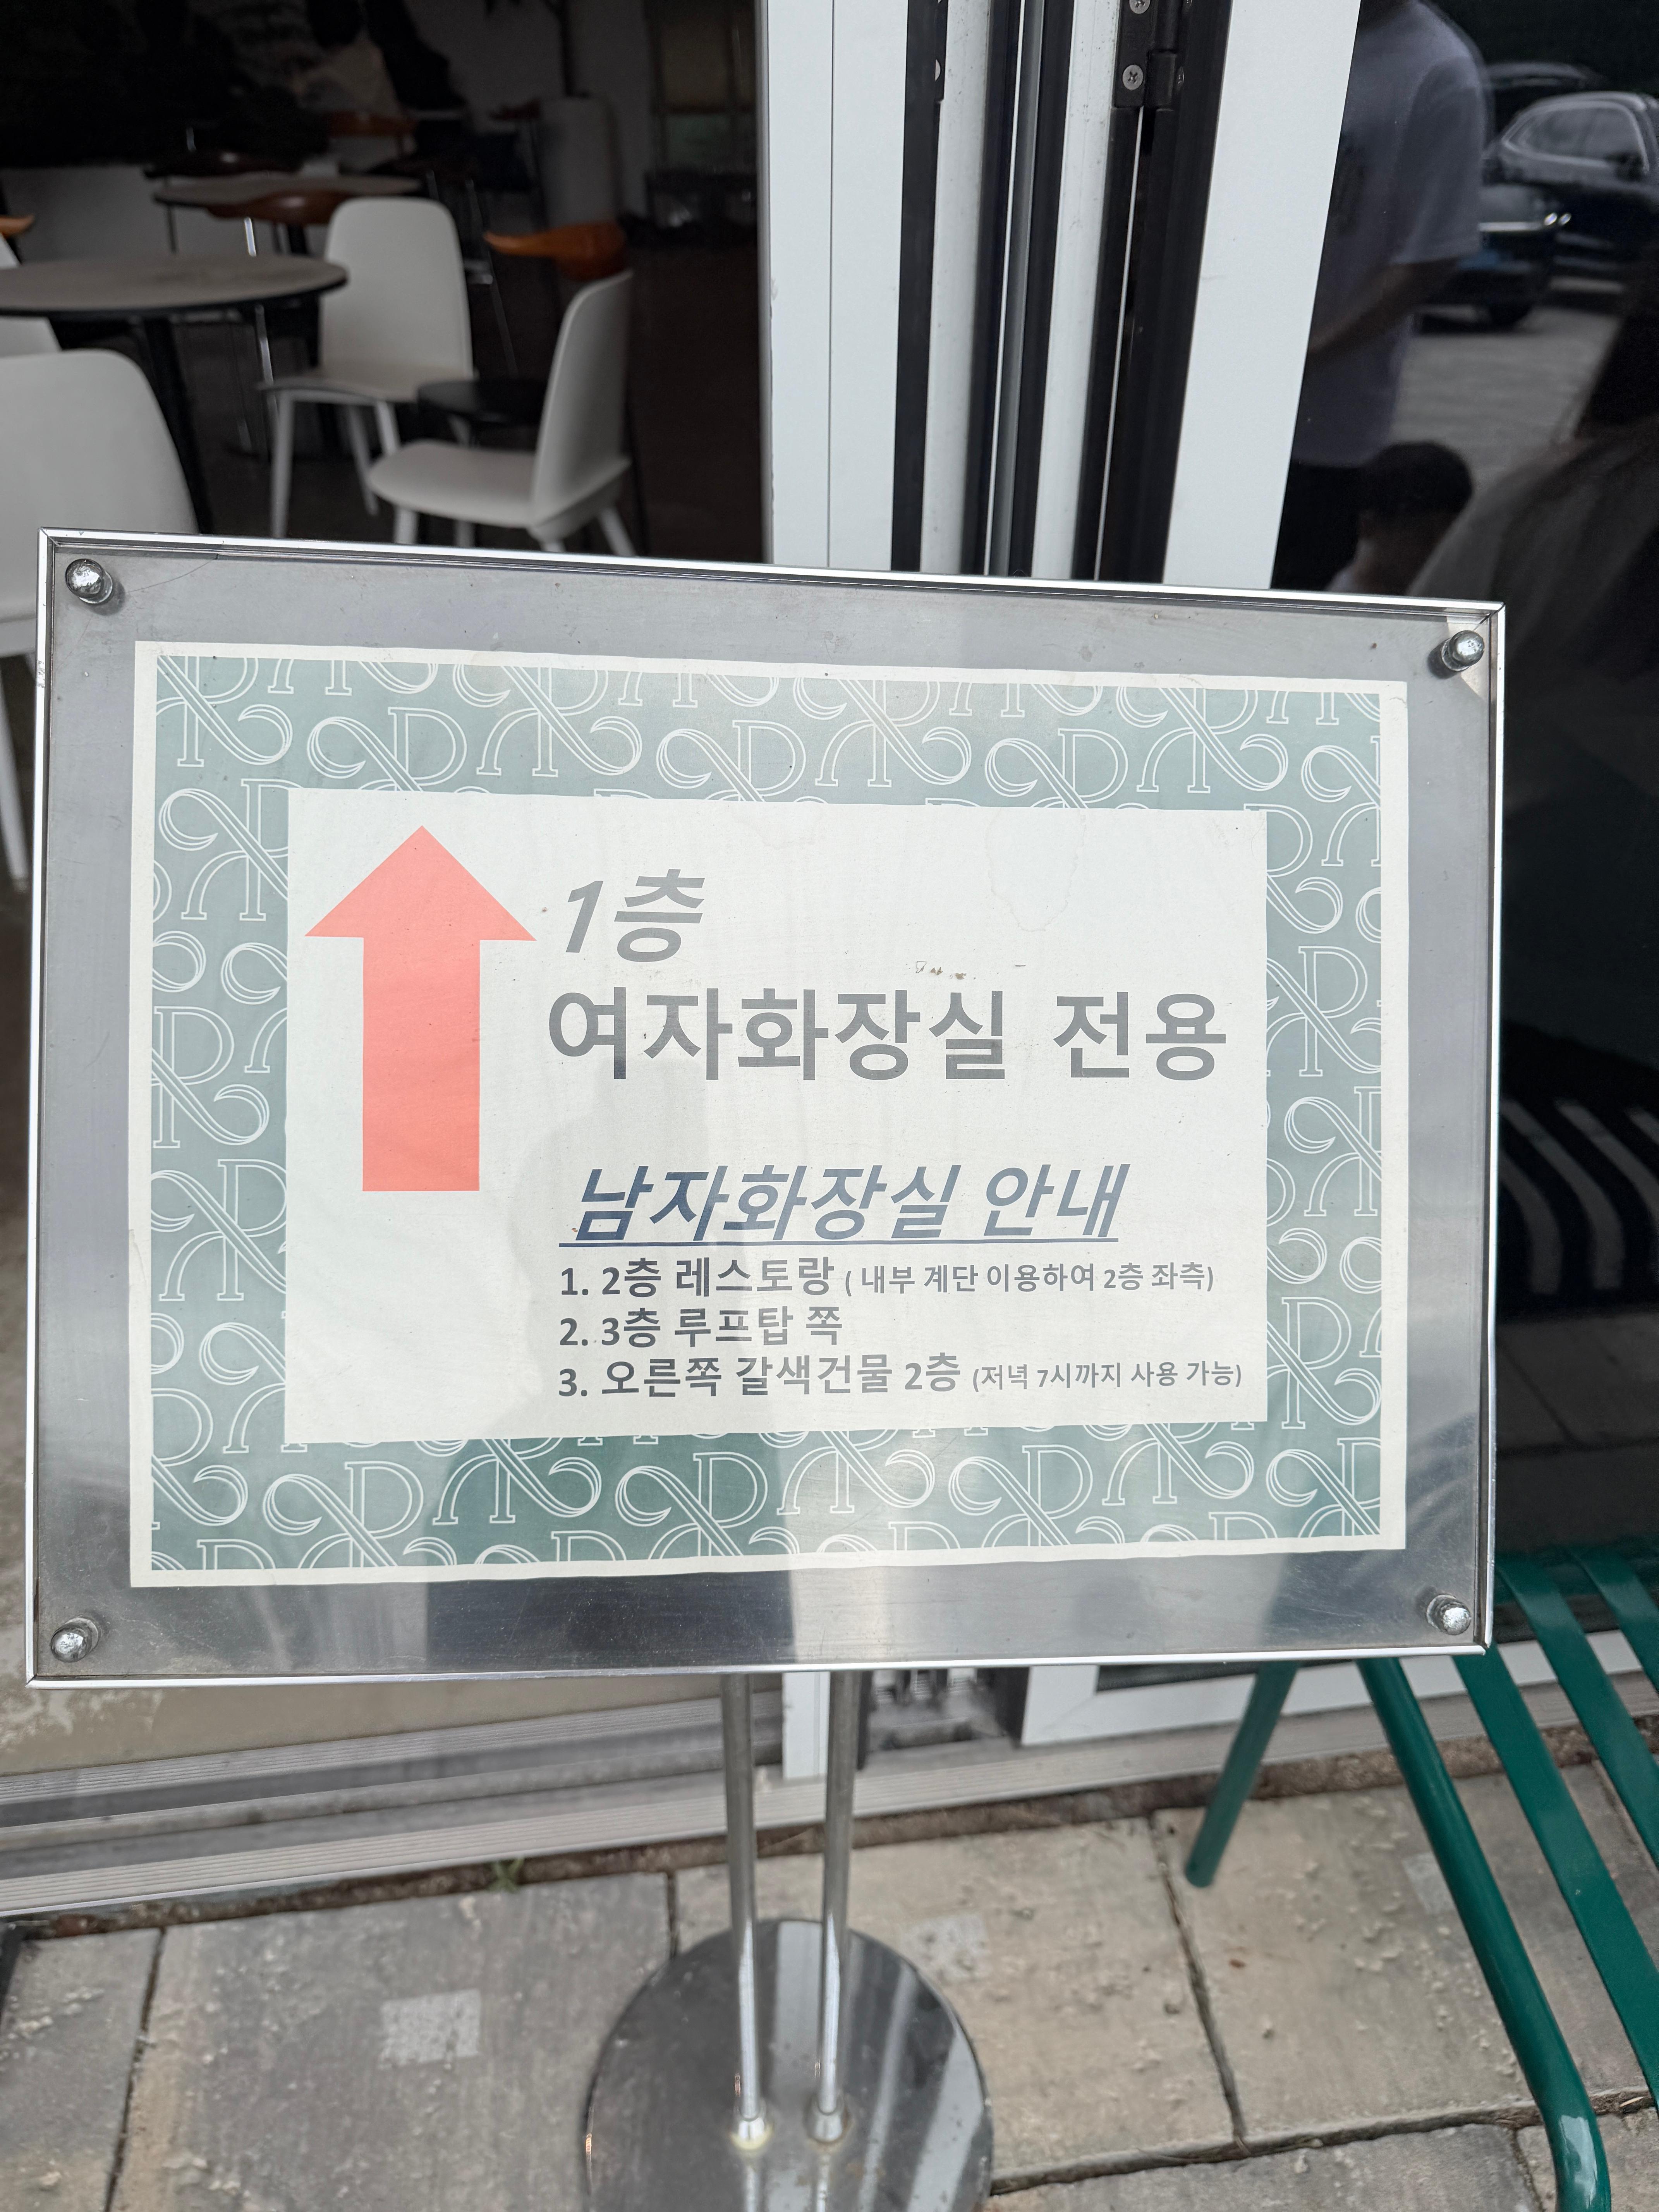 1층
여자화장실 전용
남자화장실 안내
1. 2층 레스토랑 ( 내부 계단 이용하여 2층 좌측)
2. 3층 루프탑 쪽
3. 오른쪽 갈색건물 2층 (저녁 7시까지 사용 가능)